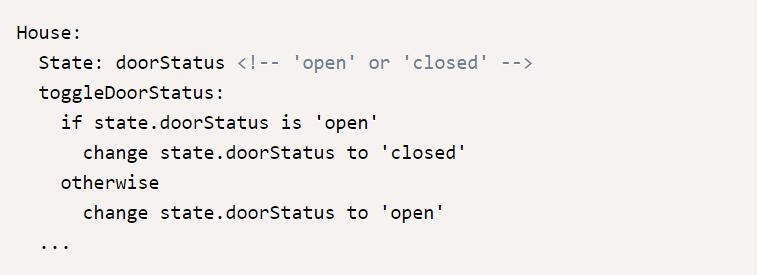 House:
State: doorStatus <!-- 'open' or 'closed' -->
toggleDoorStatus:
if state.doorStatus is 'open'
change state.doorStatus to 'closed'
otherwise
change state.doorStatus to 'open'
...